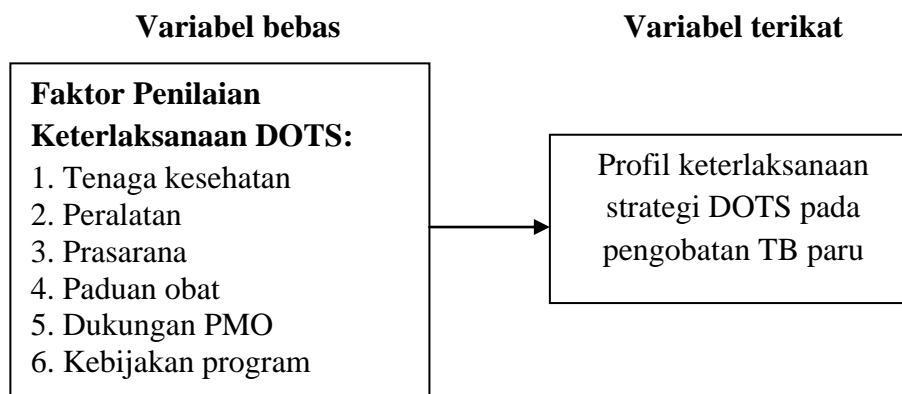 Variabel bebas
Variabel terikat
Faktor Penilaian
Keterlaksanaan DOTS:
1. Tenaga kesehatan
2. Peralatan
3. Prasarana
4. Paduan obat
5. Dukungan PMO
6. Kebijakan program
Profil keterlaksanaan
strategi DOTS pada
pengobatan TB paru